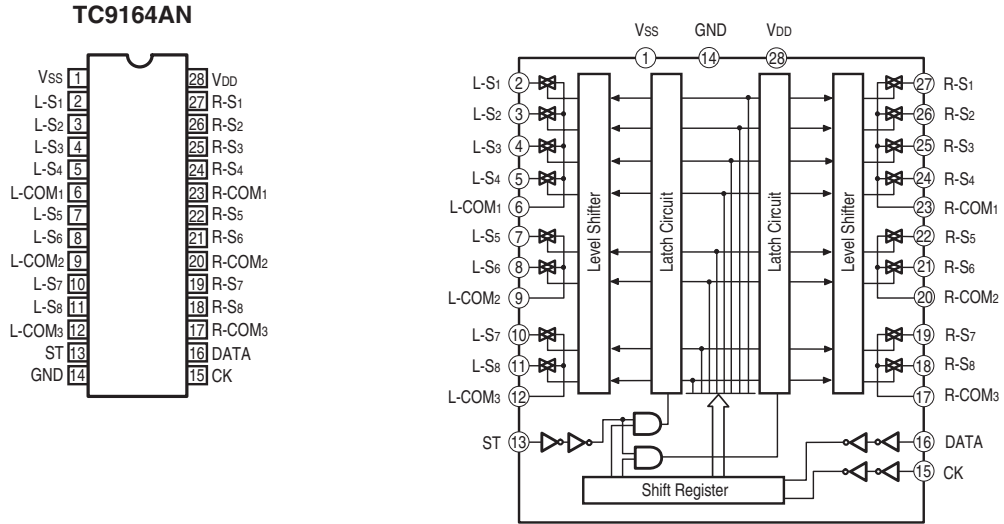 TC9164AN
VSS 1 28 VDD
L-S1 2 27 R-S1
L-S2 3 26 R-S2
L-S3 4 25 R-S3
L-S4 5 24 R-S4
L-COM1 6 23 R-COM1
L-S5 7 22 R-S5
L-S6 8 21 R-S6
L-COM2 9 20 R-COM2
L-S7 10 19 R-S7
L-S8 11 18 R-S8
L-COM3 12 17 R-COM3
ST 13 16 DATA
GND 14 15 CK
VSS GND VDD
1 14 28
L-S1 2 27 R-S1
L-S2 3 26 R-S2
L-S3 4 25 R-S3
L-S4 5 24 R-S4
L-COM1 6 23 R-COM1
L-S5 7 22 R-S5
L-S6 8 21 R-S6
L-COM2 9 20 R-COM2
L-S7 10 19 R-S7
L-S8 11 18 R-S8
L-COM3 12 17 R-COM3
Level Shifter
Latch Circuit
Latch Circuit
Level Shifter
ST 13 16 DATA
15 CK
Shift Register